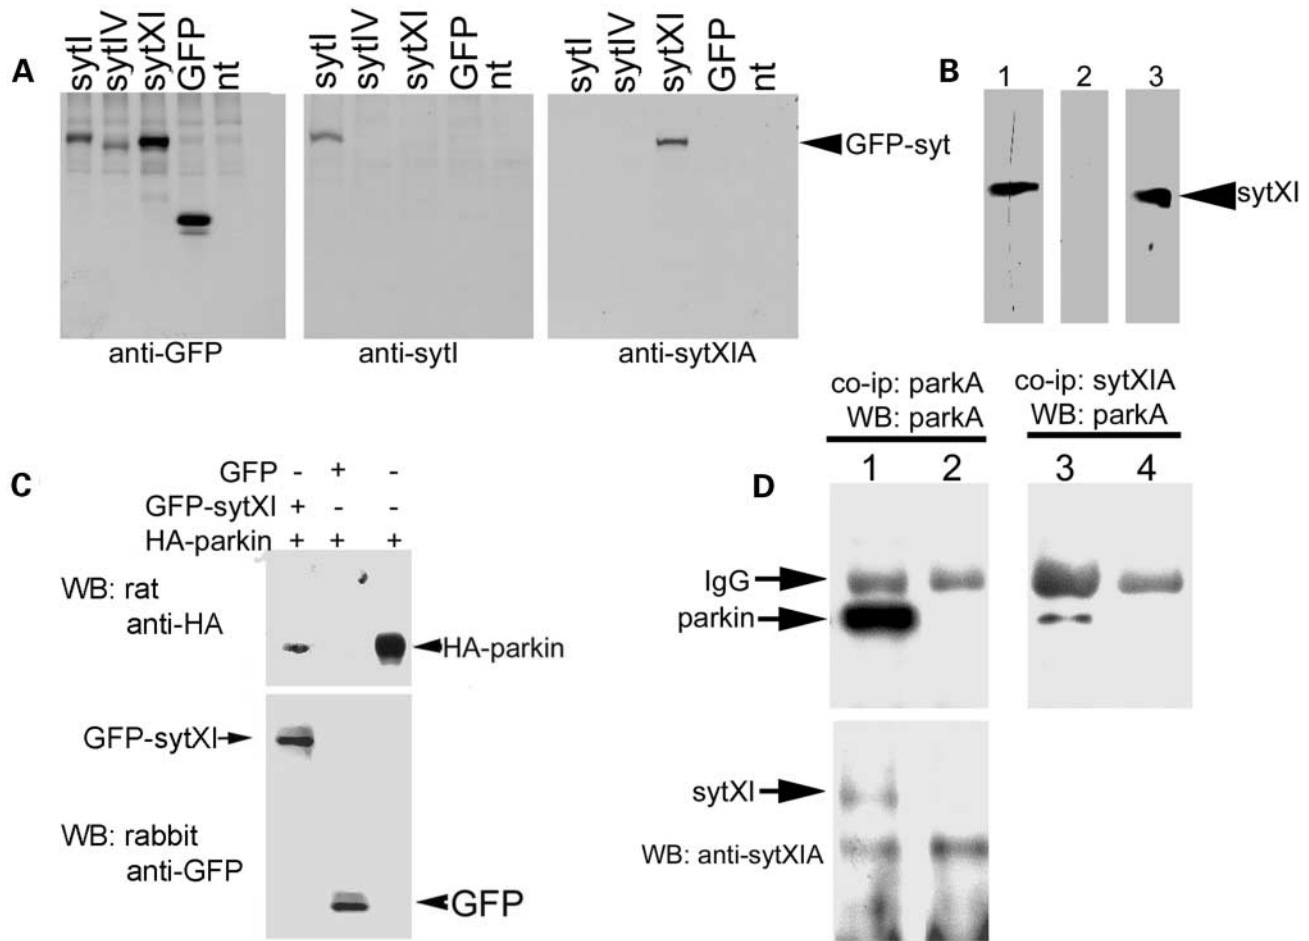 A
sytI
sytIV
sytXI
GFP
nt
sytI
sytIV
sytXI
GFP
nt
sytI
sytIV
sytXI
GFP
nt
GFP-syt
anti-GFP
anti-sytI
anti-sytXIA
B
1 2 3
sytXI
C
GFP - + -
GFP-sytXI + - -
HA-parkin + + +
WB: rat
anti-HA
HA-parkin
GFP-sytXI
WB: rabbit
anti-GFP
GFP
D
co-ip: parkA
WB: parkA
co-ip: sytXIA
WB: parkA
1 2 3 4
IgG
parkin
sytXI
WB: anti-sytXIA